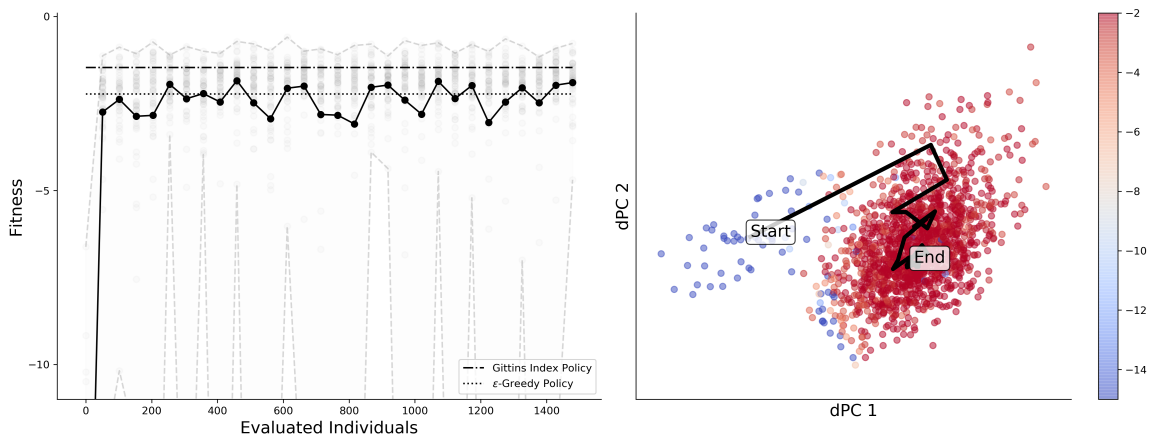 0
−5
−10
Fitness
0
200
400
600
800
1000
1200
1400
Evaluated Individuals
Gittins Index Policy
ε-Greedy Policy
dPC 2
Start
End
dPC 1
−2
−4
−6
−8
−10
−12
−14